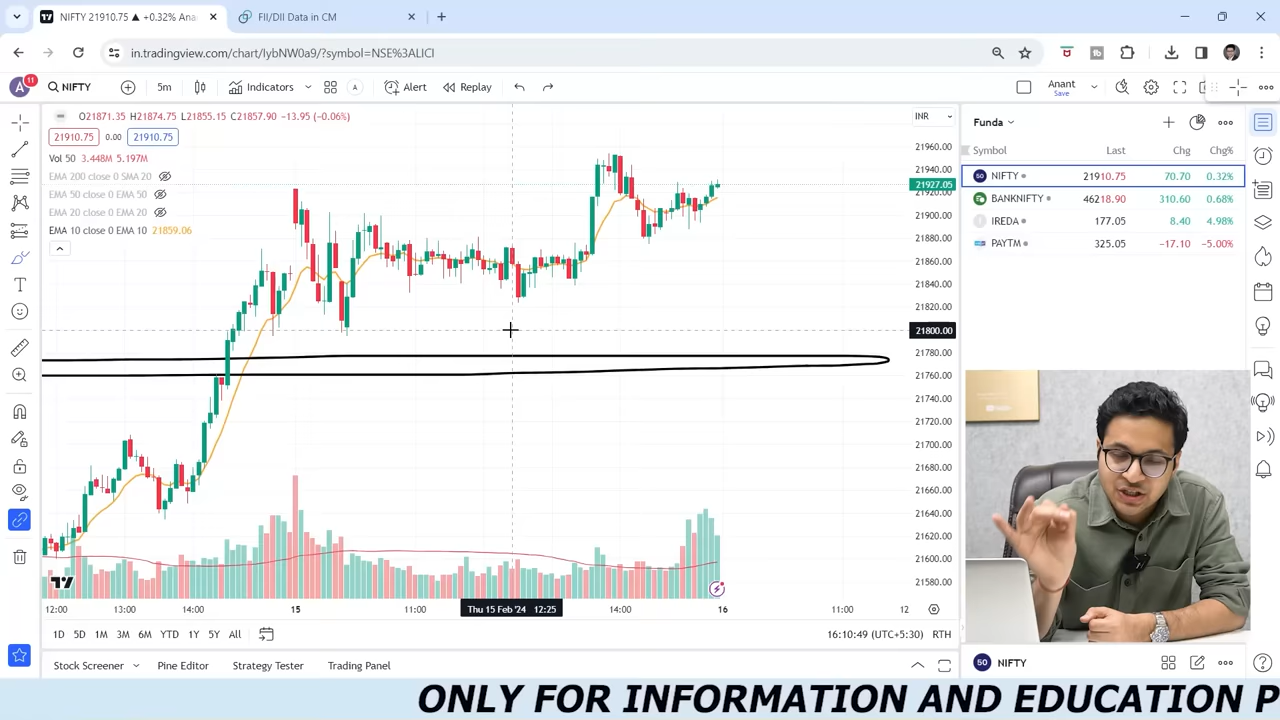 NIFTY 21910.75 ▲ +0.32% Ana
FII/DII Data in CM
in.tradingview.com/chart/IybNW0a9/?symbol=NSE%3ALICI
A
11
NIFTY
5m
Indicators
A
Alert
Replay
Anant
Save
O21871.35 H21874.75 L21855.15 C21857.90 −13.95 (−0.06%)
21910.75 0.00 21910.75
Vol 50 3.448M 5.197M
EMA 200 close 0 SMA 20
EMA 50 close 0 EMA 50
EMA 20 close 0 EMA 20
EMA 10 close 0 EMA 10 21859.06
INR
21960.00
21940.00
21927.05
21920.00
21900.00
21880.00
21860.00
21840.00
21820.00
21800.00
21780.00
21760.00
21740.00
21720.00
21700.00
21680.00
21660.00
21640.00
21620.00
21600.00
21580.00
12:00 13:00 14:00 15 11:00 Thu 15 Feb '24 12:25 14:00 16 11:00 12
1D 5D 1M 3M 6M YTD 1Y 5Y All
16:10:49 (UTC+5:30) RTH
Stock Screener Pine Editor Strategy Tester Trading Panel
Funda
Symbol Last Chg Chg%
50 NIFTY 21910.75 70.70 0.32%
BANKNIFTY 46218.90 310.60 0.68%
IREDA 177.05 8.40 4.98%
PAYTM 325.05 −17.10 −5.00%
50 NIFTY
ONLY FOR INFORMATION AND EDUCATION P